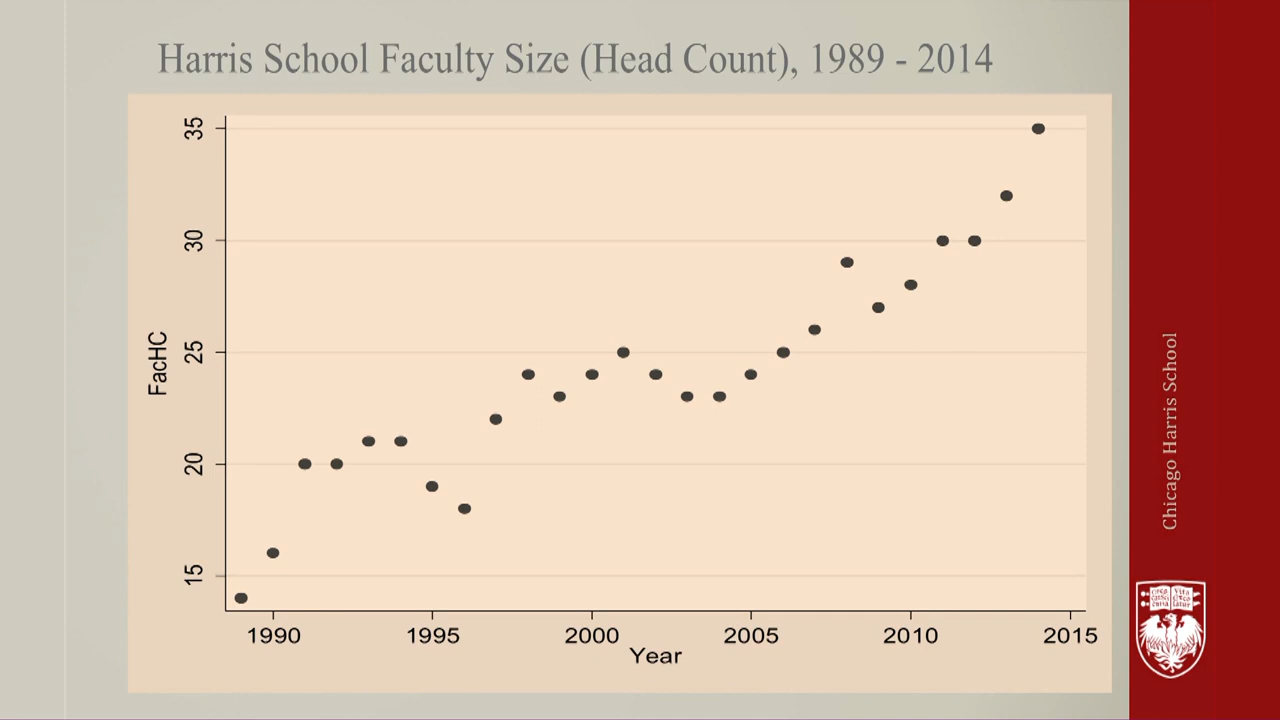 Harris School Faculty Size (Head Count), 1989 - 2014
35
30
25
20
15
FacHC
1990 1995 2000 2005 2010 2015
Year
Chicago Harris School